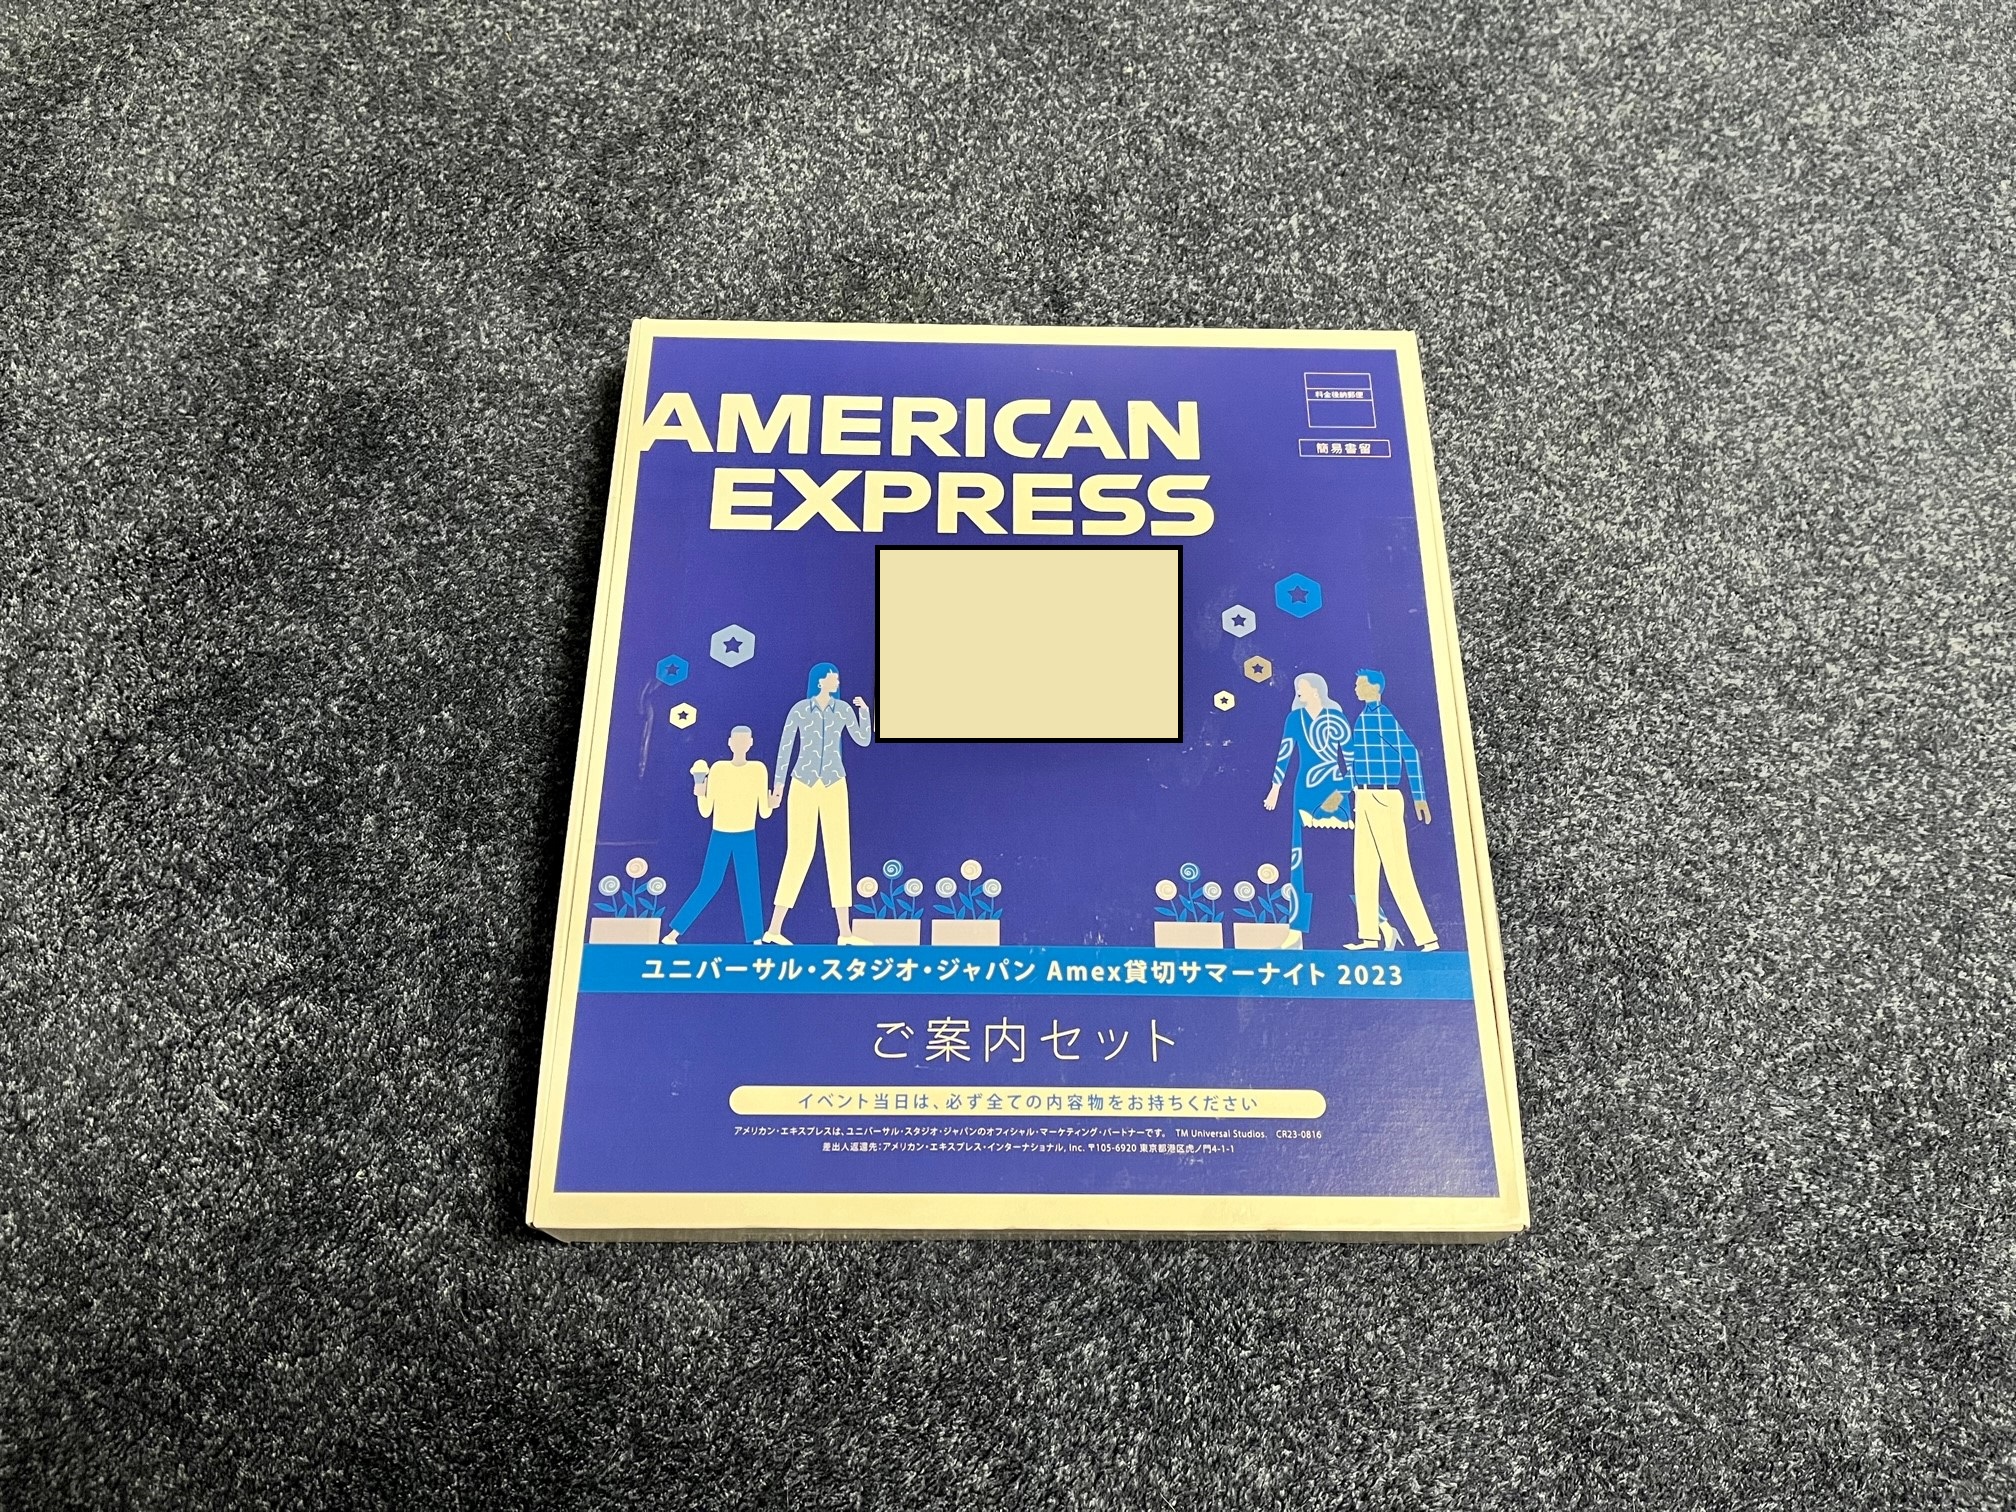 AMERICAN
EXPRESS
料金後納郵便
簡易書留
ユニバーサル・スタジオ・ジャパン Amex貸切サマーナイト 2023
ご案内セット
イベント当日は、必ず全ての内容物をお持ちください
アメリカン・エキスプレスは、ユニバーサル・スタジオ・ジャパンのオフィシャル・マーケティング・パートナーです。 TM Universal Studios. CR23-0816
差出人返還先：アメリカン・エキスプレス・インターナショナル, Inc. 〒105-6920 東京都港区虎ノ門4-1-1